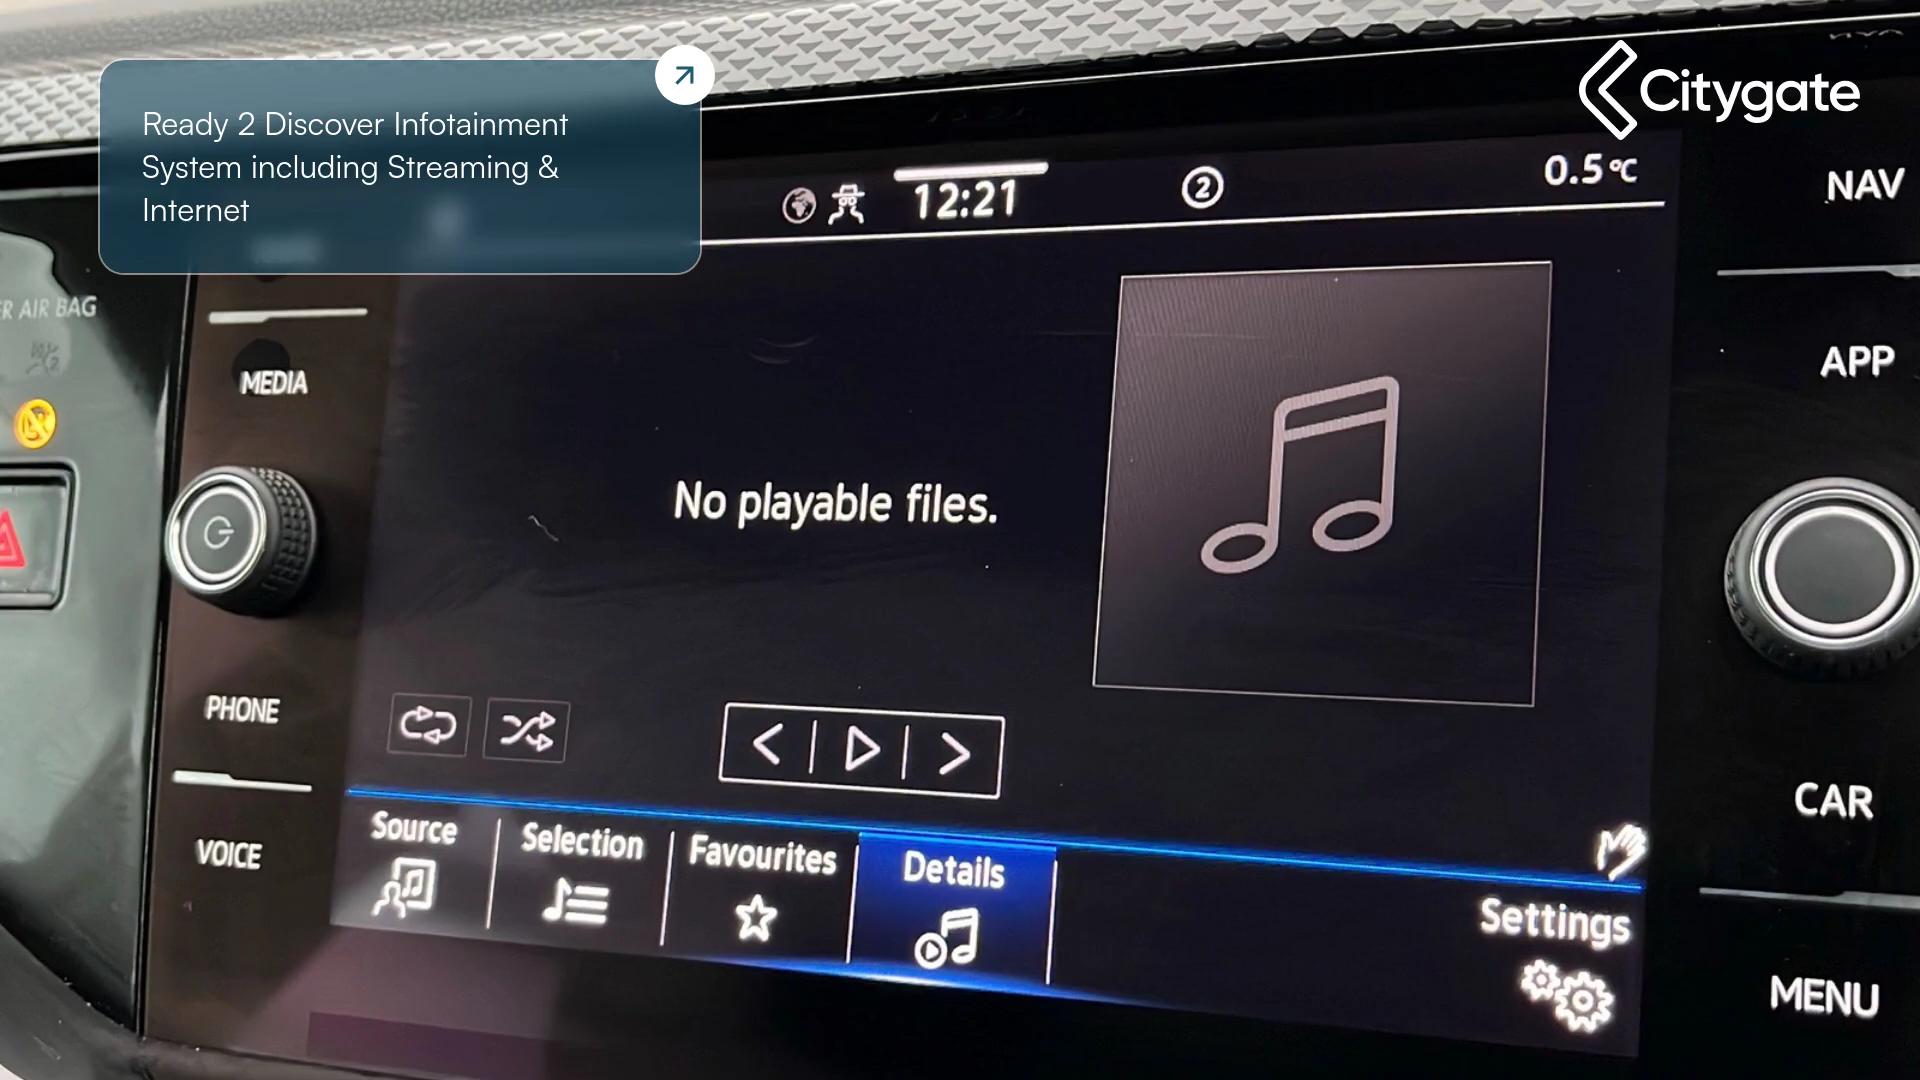 Ready 2 Discover Infotainment
System including Streaming &
Internet
Citygate
12:21
2
0.5°C
NAV
R AIR BAG
MEDIA
APP
No playable files.
PHONE
CAR
VOICE
Source
Selection
Favourites
Details
Settings
MENU